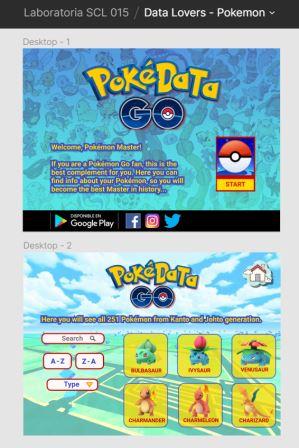 Laboratoria SCL 015 / Data Lovers - Pokemon
Desktop - 1
PokéDaTa
GO
Welcome, Pokémon Master!
If you are a Pokémon Go fan, this is
the best complement for you. Here you can
find info about your Pokémon, so you will
become the best Master in history...
START
DISPONIBLE EN
Google Play
Desktop - 2
PokéDaTa
GO
Here you will see all 251 Pokémon from Kanto and Johto generation.
Search
A-Z Z-A
Type
BULBASAUR IVYSAUR VENUSAUR
CHARMANDER CHARMELEON CHARIZARD